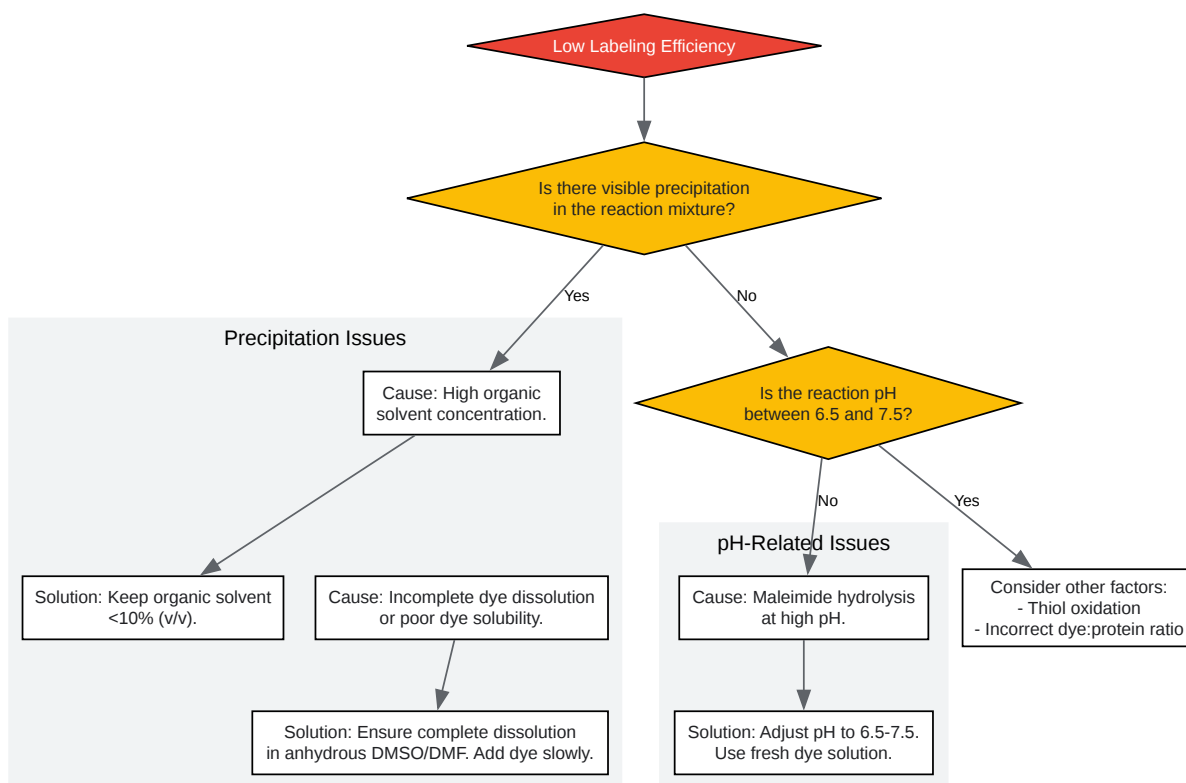 Low Labeling Efficiency
Is there visible precipitation
in the reaction mixture?
Yes
No
Precipitation Issues
Cause: High organic
solvent concentration.
Is the reaction pH
between 6.5 and 7.5?
No
Yes
pH-Related Issues
Solution: Keep organic solvent
<10% (v/v).
Cause: Incomplete dye dissolution
or poor dye solubility.
Cause: Maleimide hydrolysis
at high pH.
Consider other factors:
- Thiol oxidation
- Incorrect dye:protein ratio
Solution: Ensure complete dissolution
in anhydrous DMSO/DMF. Add dye slowly.
Solution: Adjust pH to 6.5-7.5.
Use fresh dye solution.